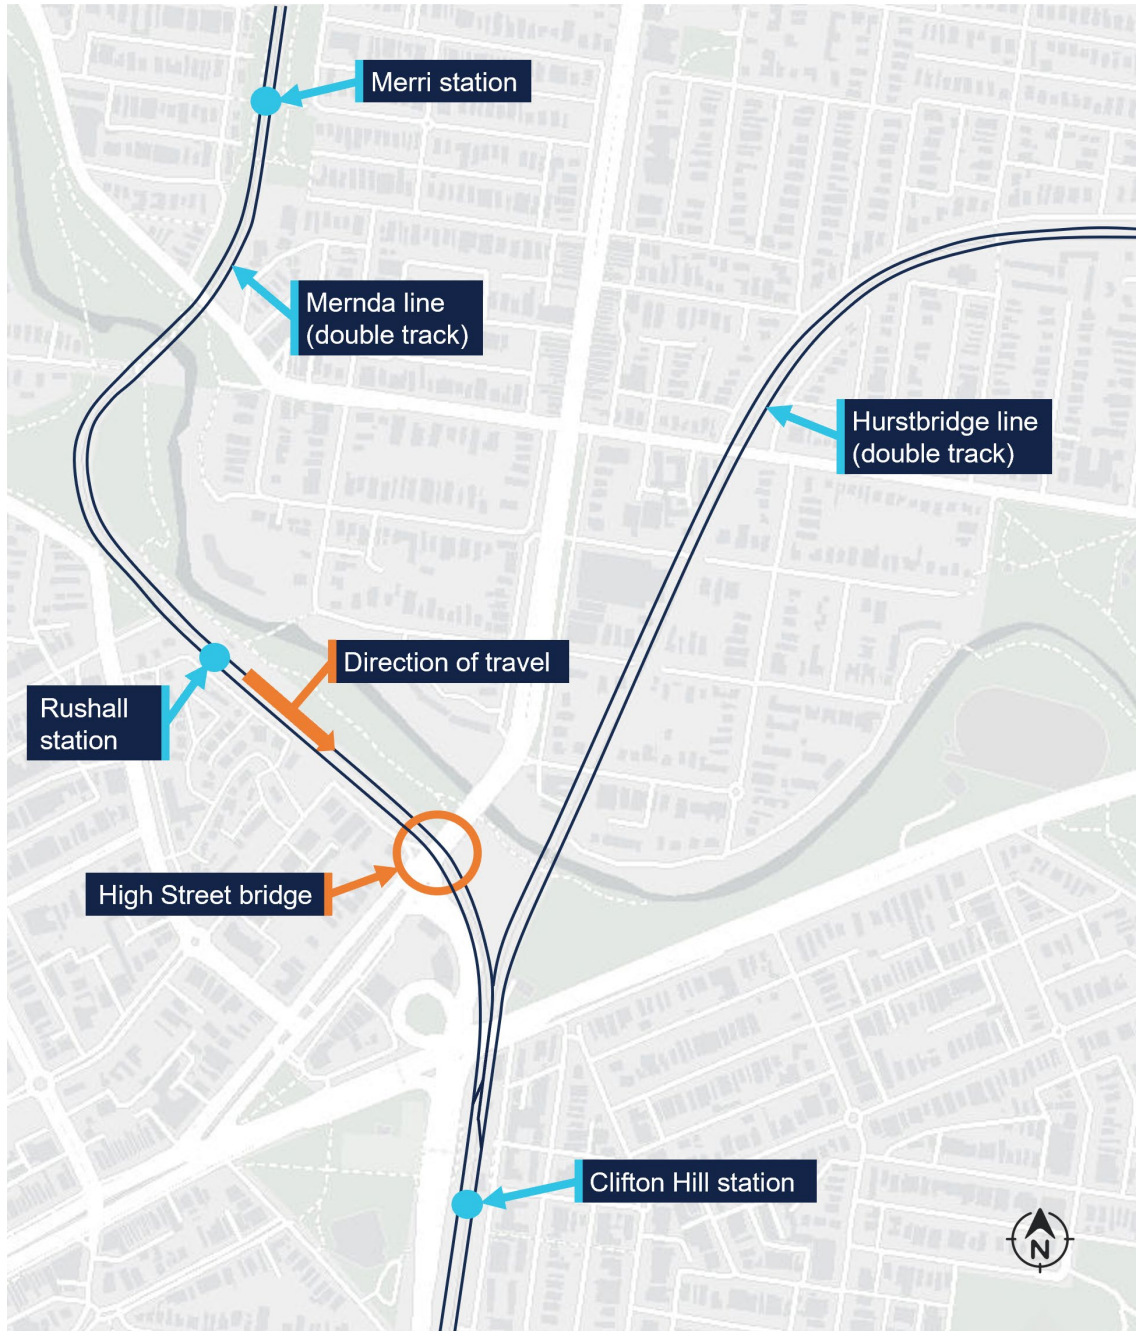 Merri station
Mernda line
(double track)
Hurstbridge line
(double track)
Direction of travel
Rushall
station
High Street bridge
Clifton Hill station
N